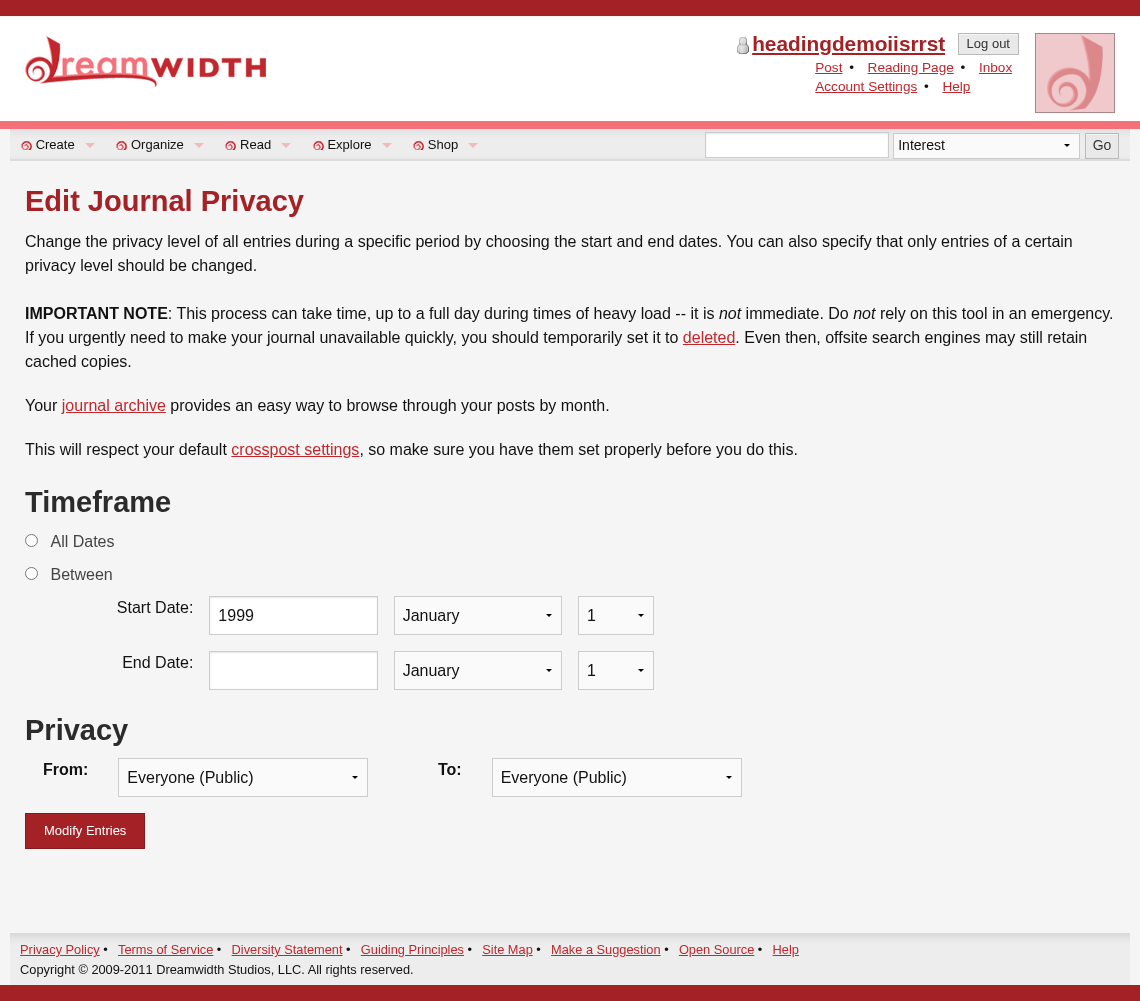 dreamWIDTH
headingdemoiisrrst Log out
Post • Reading Page • Inbox
Account Settings • Help
Create Organize Read Explore Shop Interest Go
Edit Journal Privacy
Change the privacy level of all entries during a specific period by choosing the start and end dates. You can also specify that only entries of a certain
privacy level should be changed.
IMPORTANT NOTE: This process can take time, up to a full day during times of heavy load -- it is not immediate. Do not rely on this tool in an emergency.
If you urgently need to make your journal unavailable quickly, you should temporarily set it to deleted. Even then, offsite search engines may still retain
cached copies.
Your journal archive provides an easy way to browse through your posts by month.
This will respect your default crosspost settings, so make sure you have them set properly before you do this.
Timeframe
All Dates
Between
Start Date: 1999 January 1
End Date: January 1
Privacy
From: Everyone (Public) To: Everyone (Public)
Modify Entries
Privacy Policy • Terms of Service • Diversity Statement • Guiding Principles • Site Map • Make a Suggestion • Open Source • Help
Copyright © 2009-2011 Dreamwidth Studios, LLC. All rights reserved.